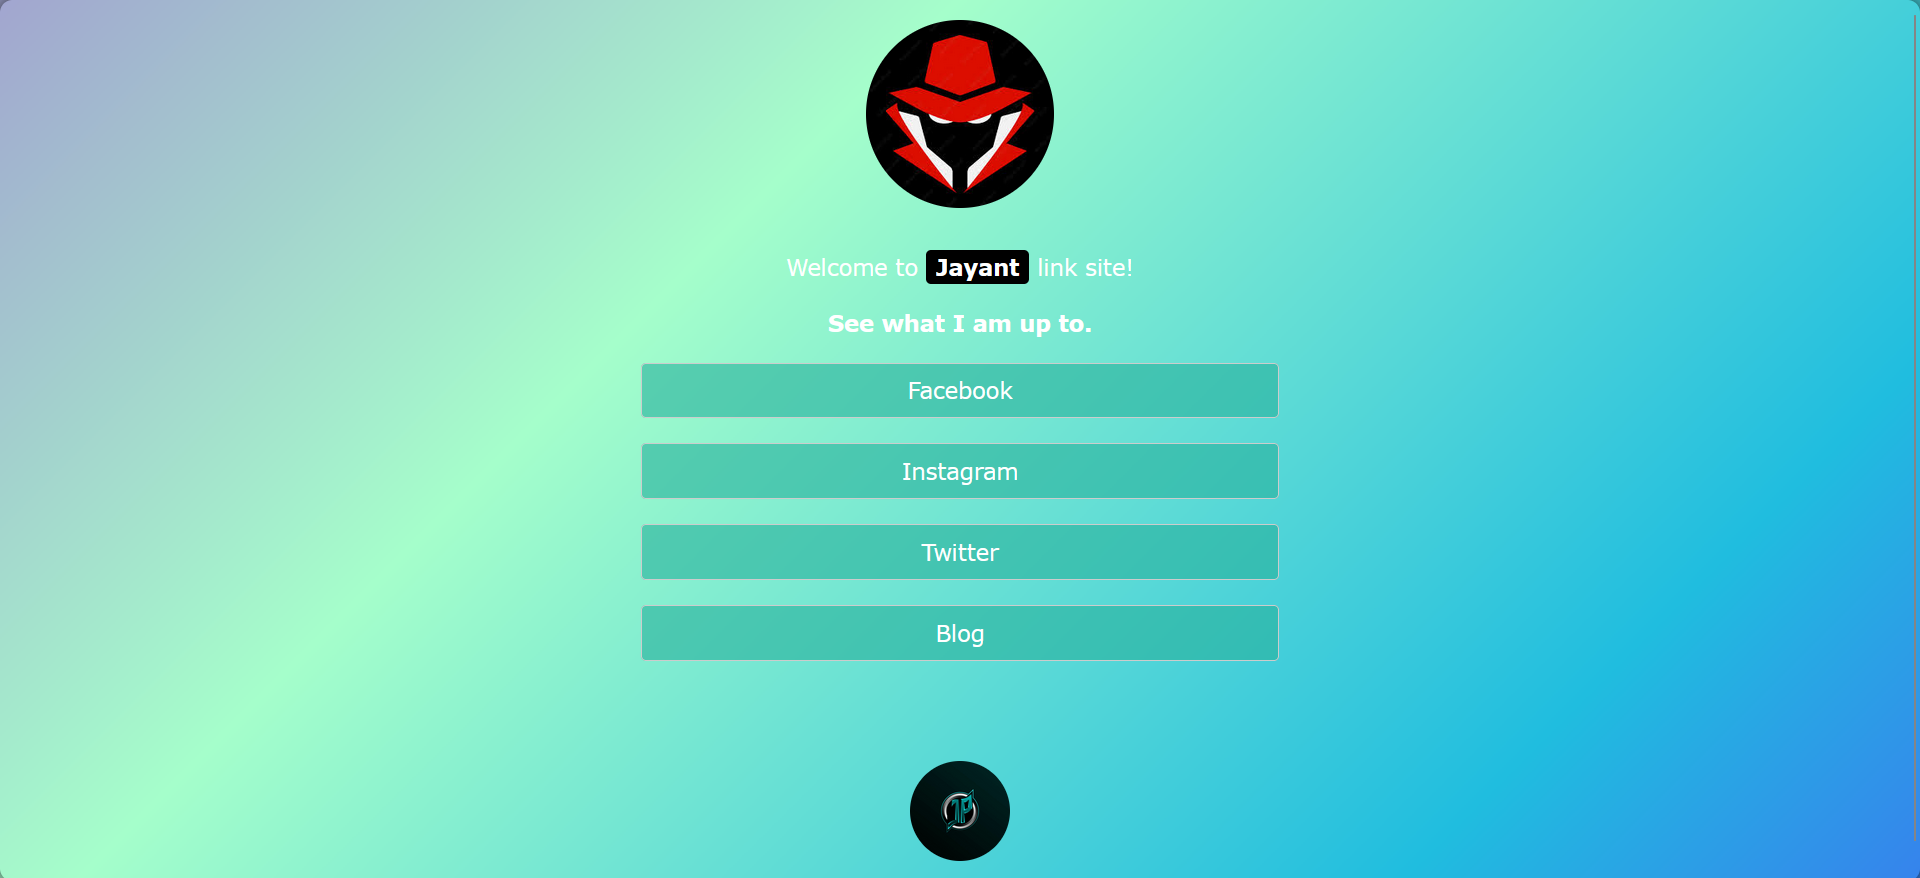 Welcome to Jayant link site!
See what I am up to.
Facebook
Instagram
Twitter
Blog